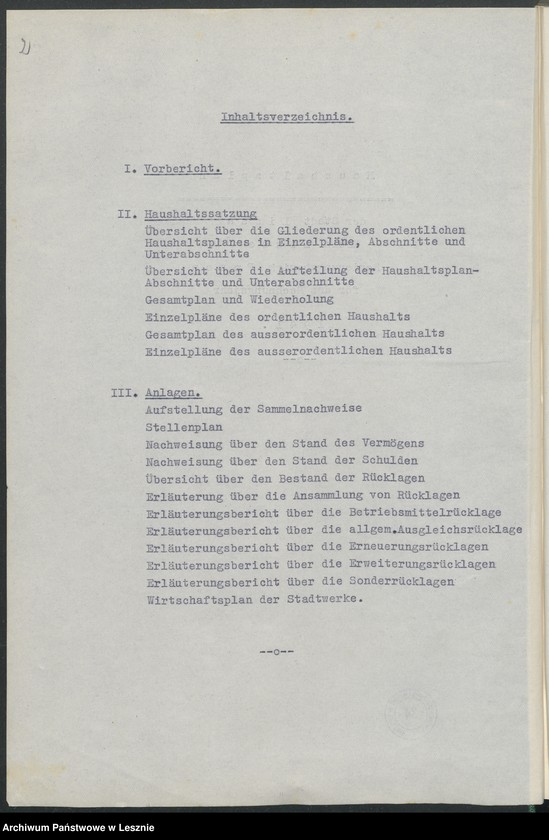 2)
Inhaltsverzeichnis.
I. Vorbericht.
II. Haushaltssatzung
Übersicht über die Gliederung des ordentlichen
Haushaltsplanes in Einzelpläne, Abschnitte und
Unterabschnitte
Übersicht über die Aufteilung der Haushaltsplan-
Abschnitte und Unterabschnitte
Gesamtplan und Wiederholung
Einzelpläne des ordentlichen Haushalts
Gesamtplan des ausserordentlichen Haushalts
Einzelpläne des ausserordentlichen Haushalts
III. Anlagen.
Aufstellung der Sammelnachweise
Stellenplan
Nachweisung über den Stand des Vermögens
Nachweisung über den Stand der Schulden
Übersicht über den Bestand der Rücklagen
Erläuterung über die Ansammlung von Rücklagen
Erläuterungsbericht über die Betriebsmittelrücklage
Erläuterungsbericht über die allgem.Ausgleichsrücklage
Erläuterungsbericht über die Erneuerungsrücklagen
Erläuterungsbericht über die Erweiterungsrücklagen
Erläuterungsbericht über die Sonderrücklagen
Wirtschaftsplan der Stadtwerke.
--o--
Archiwum Państwowe w Lesznie